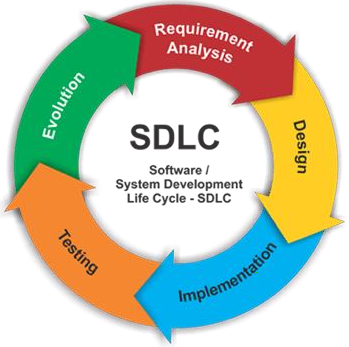 Requirement
Analysis
Design
Implementation
Testing
Evolution
SDLC
Software /
System Development
Life Cycle - SDLC